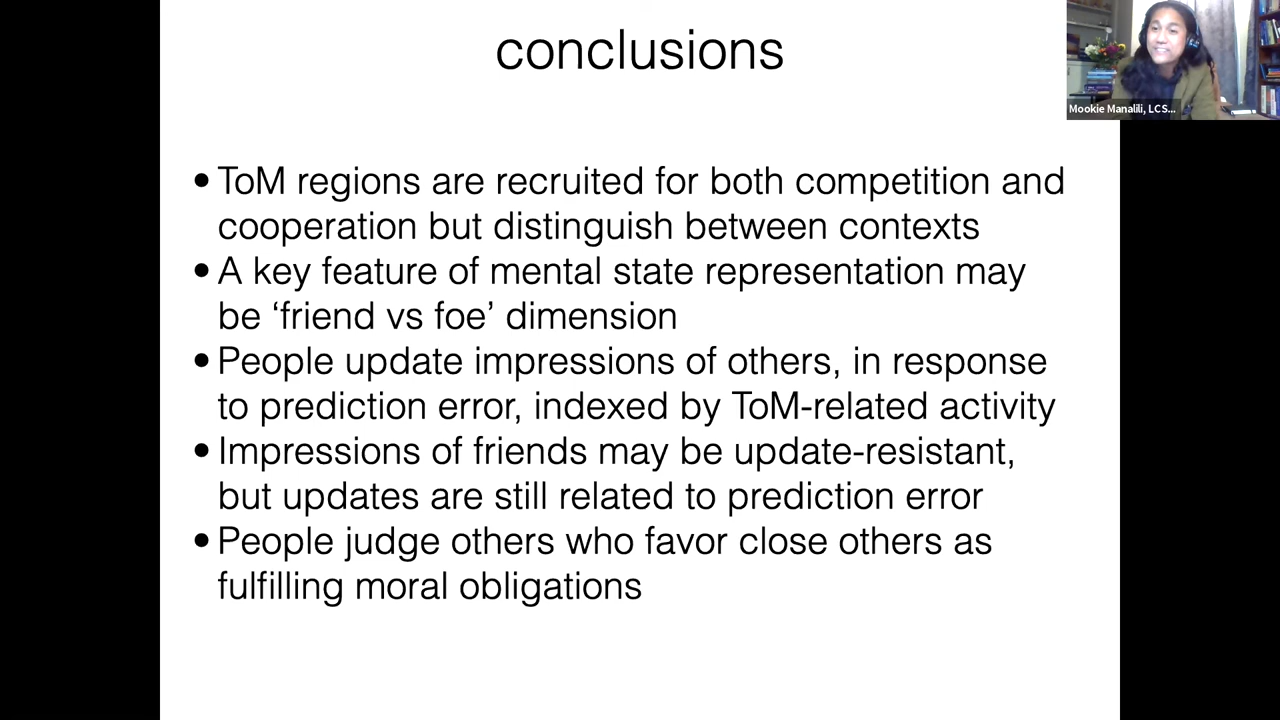 conclusions
Mookie Manalili, LCS...
• ToM regions are recruited for both competition and
cooperation but distinguish between contexts
• A key feature of mental state representation may
be ‘friend vs foe’ dimension
• People update impressions of others, in response
to prediction error, indexed by ToM-related activity
• Impressions of friends may be update-resistant,
but updates are still related to prediction error
• People judge others who favor close others as
fulfilling moral obligations